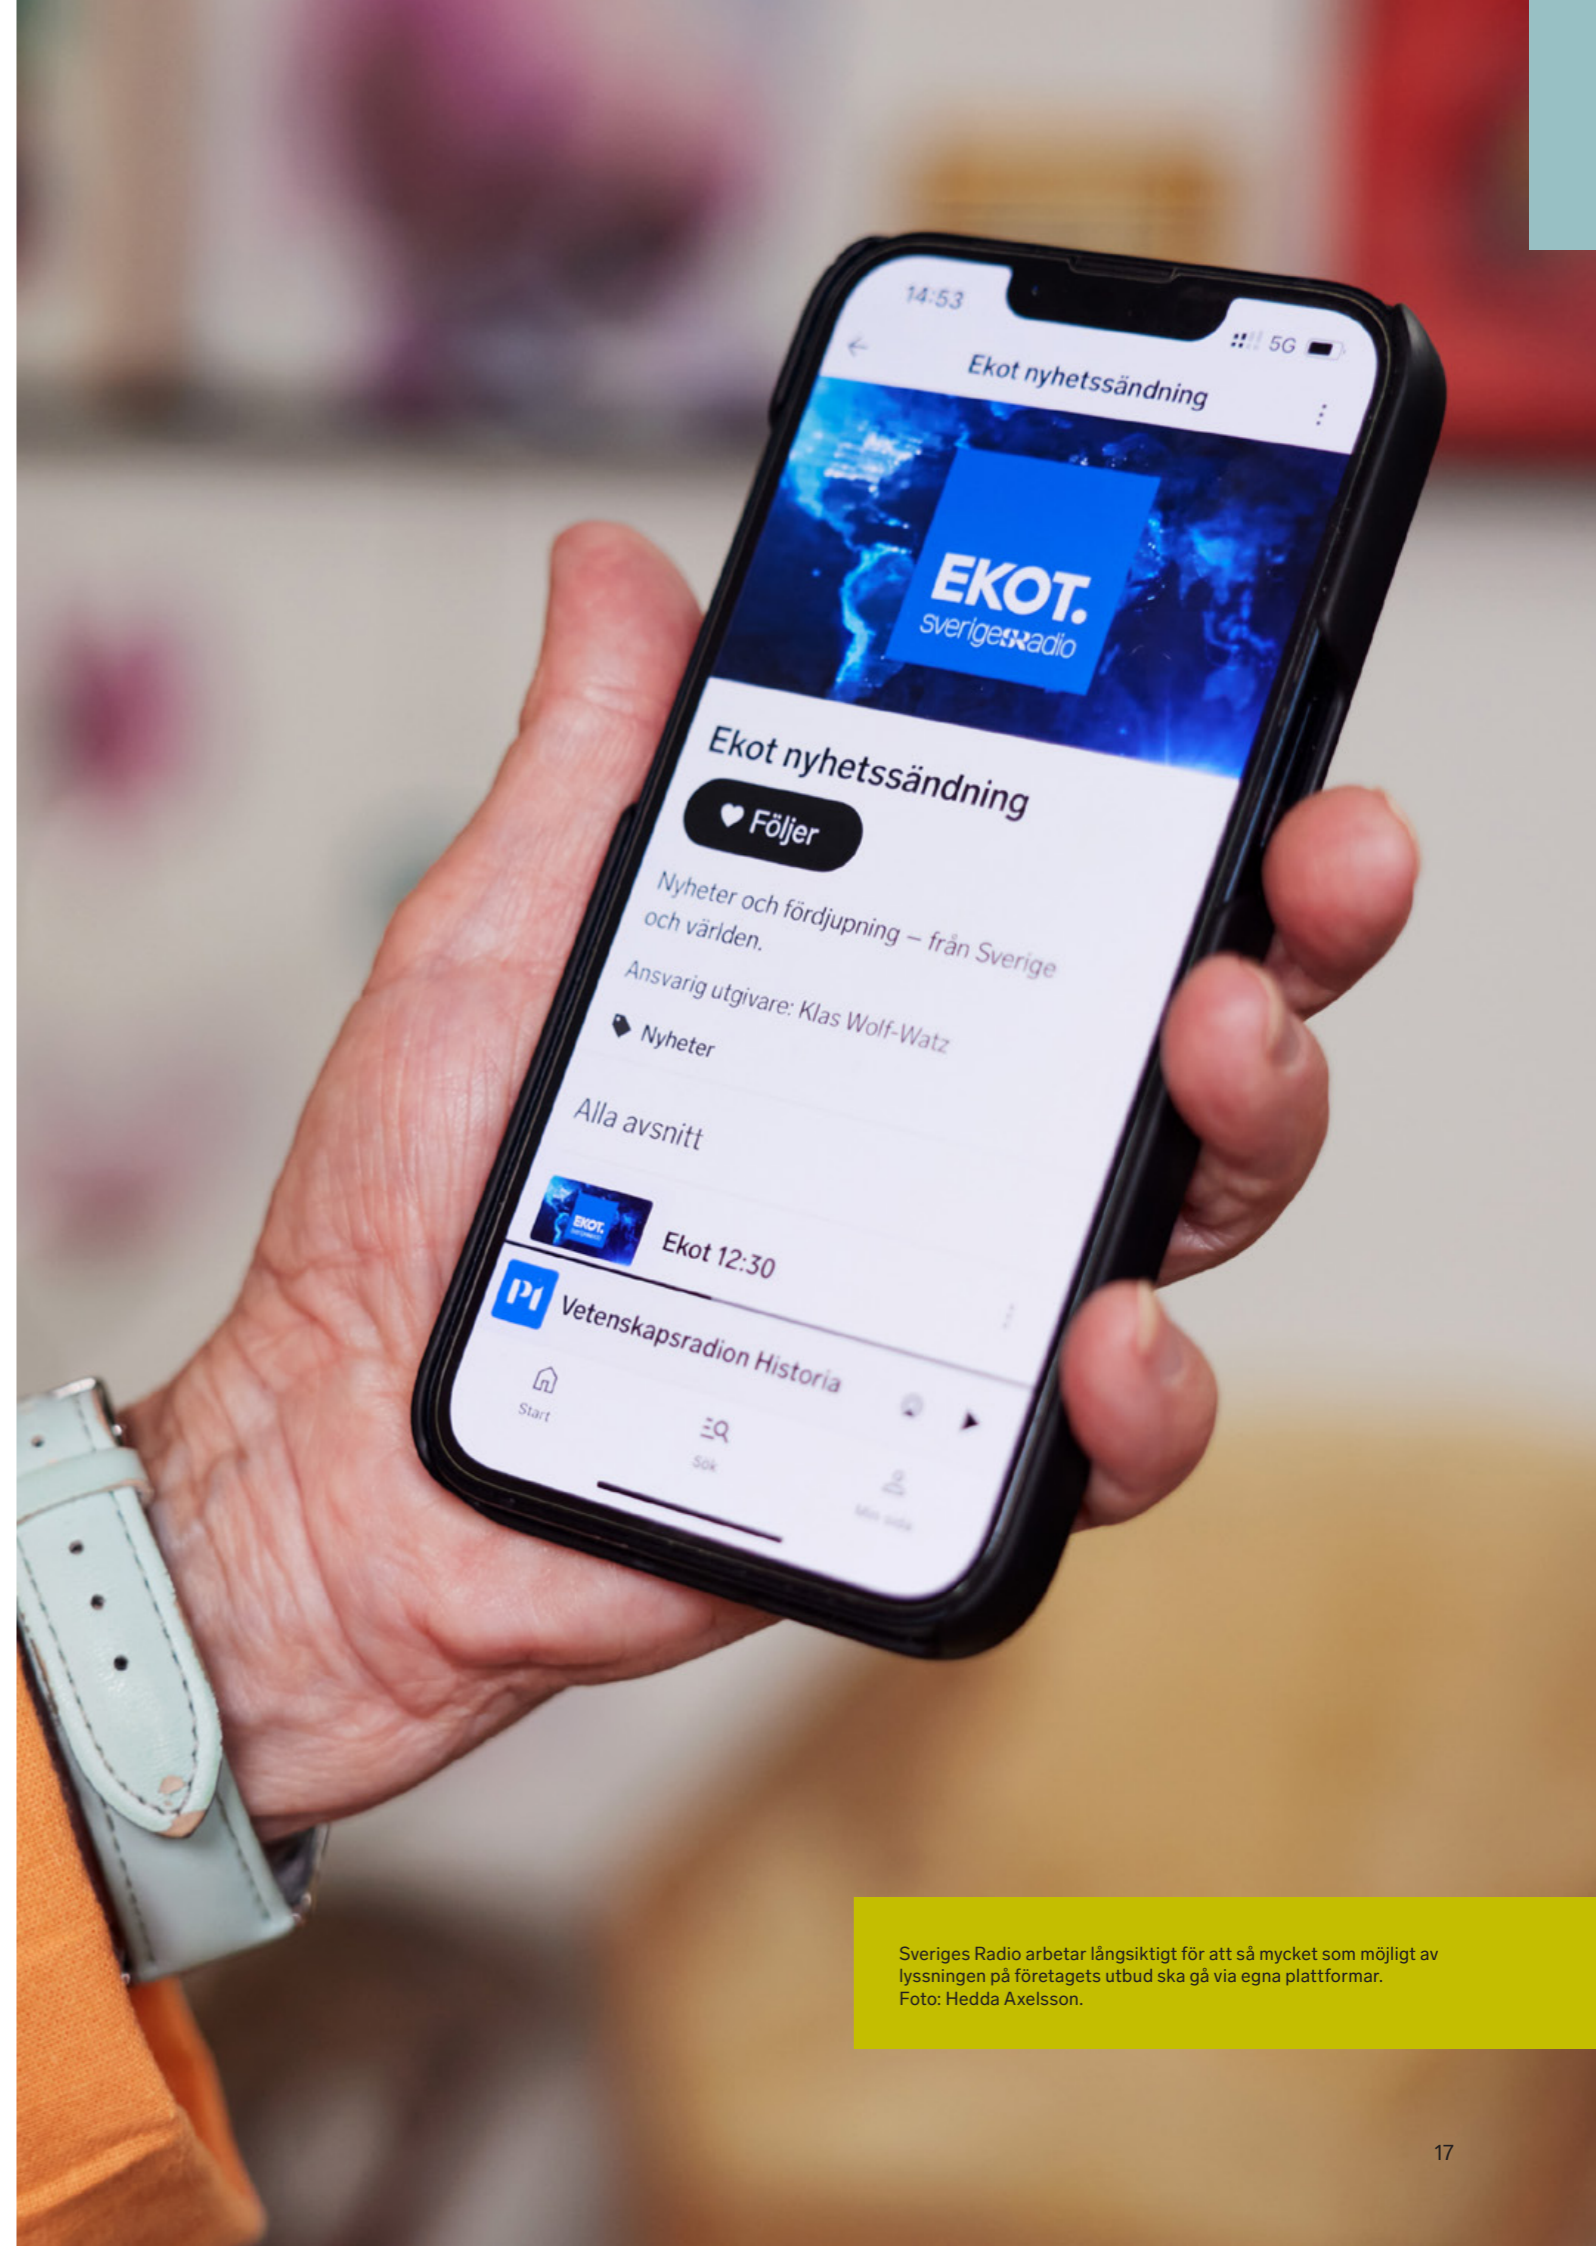 14:53
5G
Ekot nyhetssändning
EKOT.
sverigesRadio
Ekot nyhetssändning
Följer
Nyheter och fördjupning – från Sverige
och världen.
Ansvarig utgivare: Klas Wolf-Watz
Nyheter
Alla avsnitt
EKOT.
Ekot 12:30
P1
Vetenskapsradion Historia
Start
Sök
Min sida
Sveriges Radio arbetar långsiktigt för att så mycket som möjligt av
lyssningen på företagets utbud ska gå via egna plattformar.
Foto: Hedda Axelsson.
17